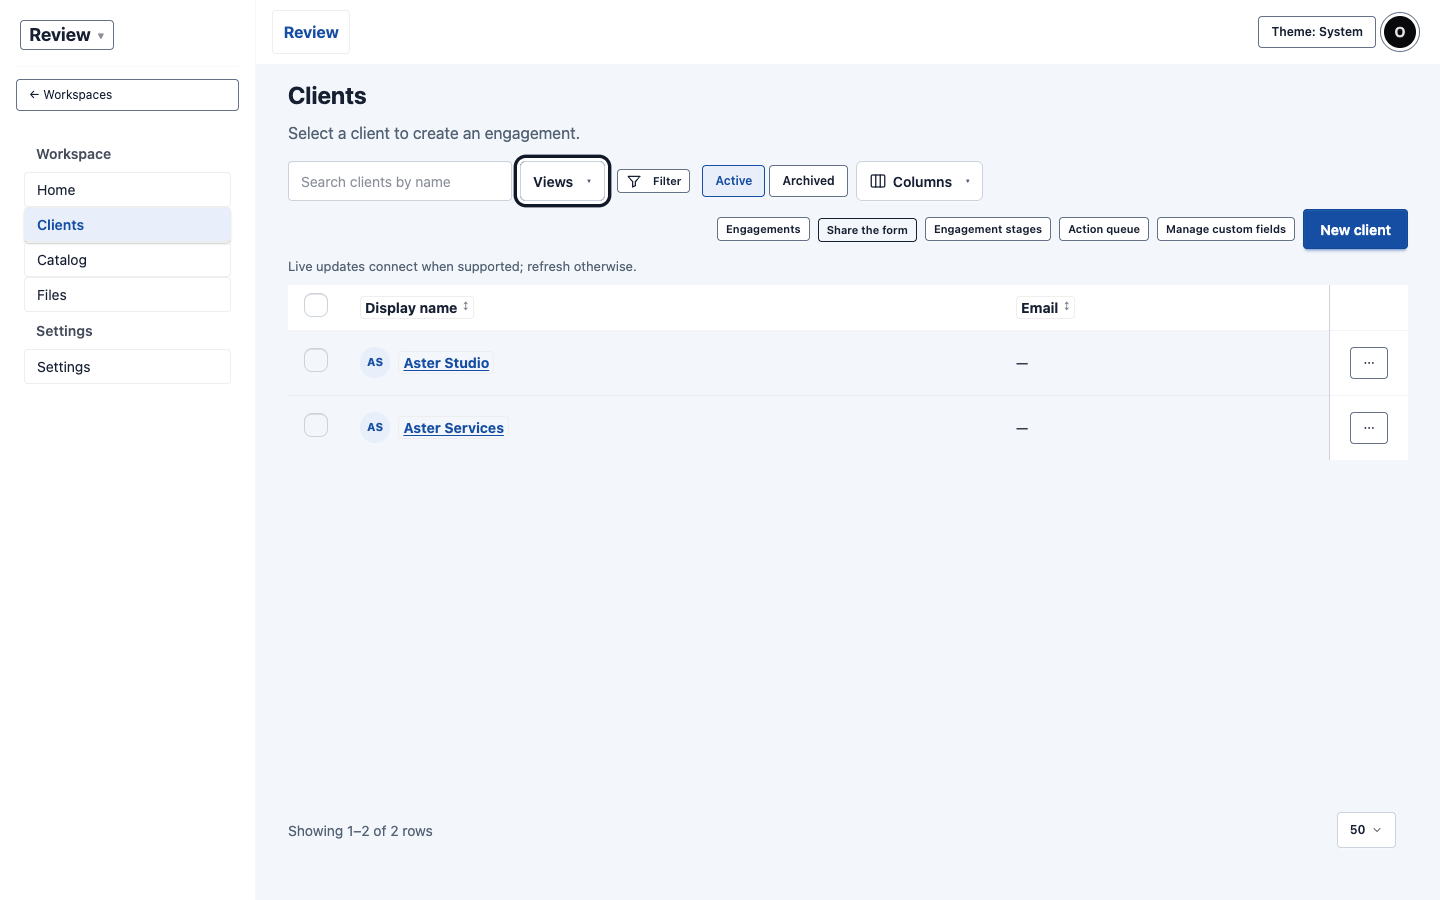 Review
← Workspaces
Workspace
Home
Clients
Catalog
Files
Settings
Settings
Review
Theme: System
O
Clients
Select a client to create an engagement.
Search clients by name
Views
Filter
Active
Archived
Columns
Engagements
Share the form
Engagement stages
Action queue
Manage custom fields
New client
Live updates connect when supported; refresh otherwise.
Display name
Email
AS Aster Studio —
...
AS Aster Services —
...
Showing 1–2 of 2 rows
50